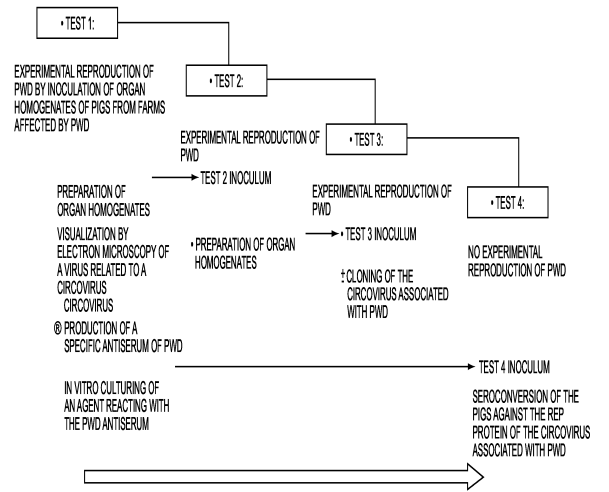 • TEST 1:
EXPERIMENTAL REPRODUCTION OF
PWD BY INOCULATION OF ORGAN
HOMOGENATES OF PIGS FROM FARMS
AFFECTED BY PWD
PREPARATION OF
ORGAN HOMOGENATES
VISUALIZATION BY
ELECTRON MICROSCOPY OF
A VIRUS RELATED TO A
CIRCOVIRUS
CIRCOVIRUS
® PRODUCTION OF A
SPECIFIC ANTISERUM OF PWD
IN VITRO CULTURING OF
AN AGENT REACTING WITH
THE PWD ANTISERUM
• TEST 2:
EXPERIMENTAL REPRODUCTION OF
PWD
TEST 2 INOCULUM
• PREPARATION OF ORGAN
HOMOGENATES
• TEST 3:
EXPERIMENTAL REPRODUCTION OF
PWD
• TEST 3 INOCULUM
± CLONING OF THE
CIRCOVIRUS ASSOCIATED
WITH PWD
• TEST 4:
NO EXPERIMENTAL
REPRODUCTION OF PWD
TEST 4 INOCULUM
SEROCONVERSION OF THE
PIGS AGAINST THE REP
PROTEIN OF THE CIRCOVIRUS
ASSOCIATED WITH PWD